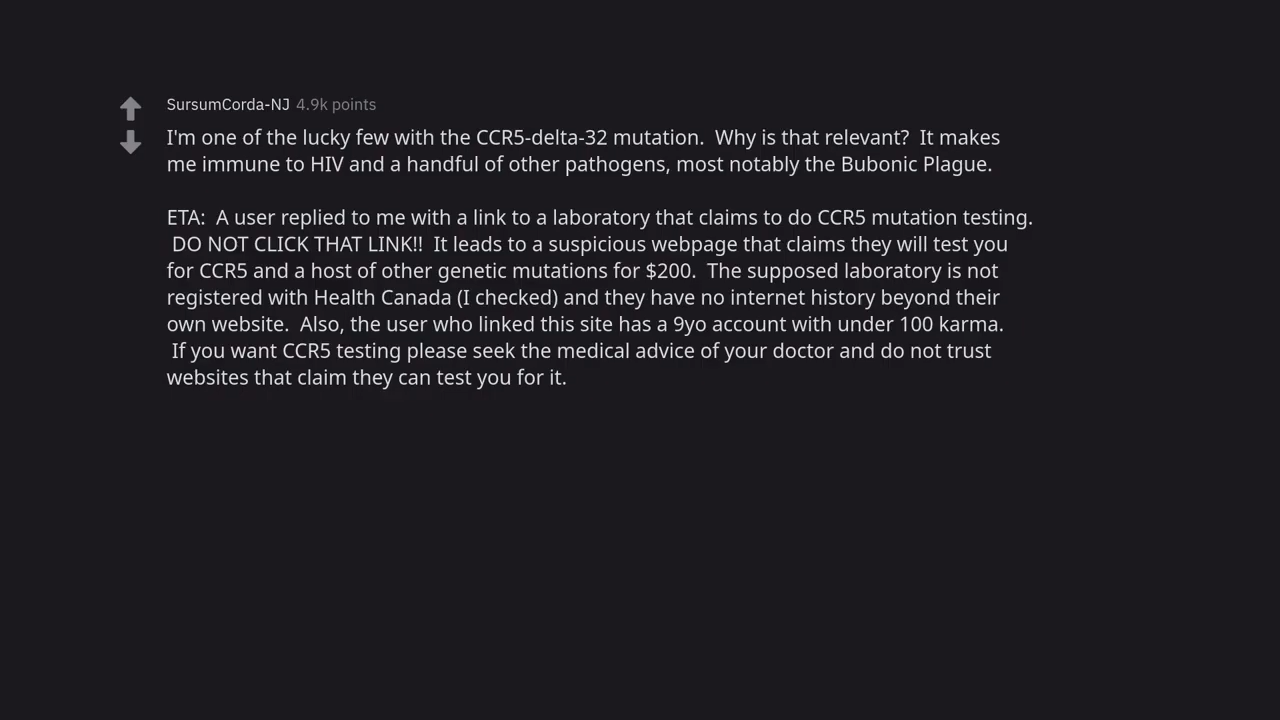 SursumCorda-NJ 4.9k points
I'm one of the lucky few with the CCR5-delta-32 mutation.  Why is that relevant?  It makes
me immune to HIV and a handful of other pathogens, most notably the Bubonic Plague.
ETA:  A user replied to me with a link to a laboratory that claims to do CCR5 mutation testing.
DO NOT CLICK THAT LINK!!  It leads to a suspicious webpage that claims they will test you
for CCR5 and a host of other genetic mutations for $200.  The supposed laboratory is not
registered with Health Canada (I checked) and they have no internet history beyond their
own website.  Also, the user who linked this site has a 9yo account with under 100 karma.
If you want CCR5 testing please seek the medical advice of your doctor and do not trust
websites that claim they can test you for it.